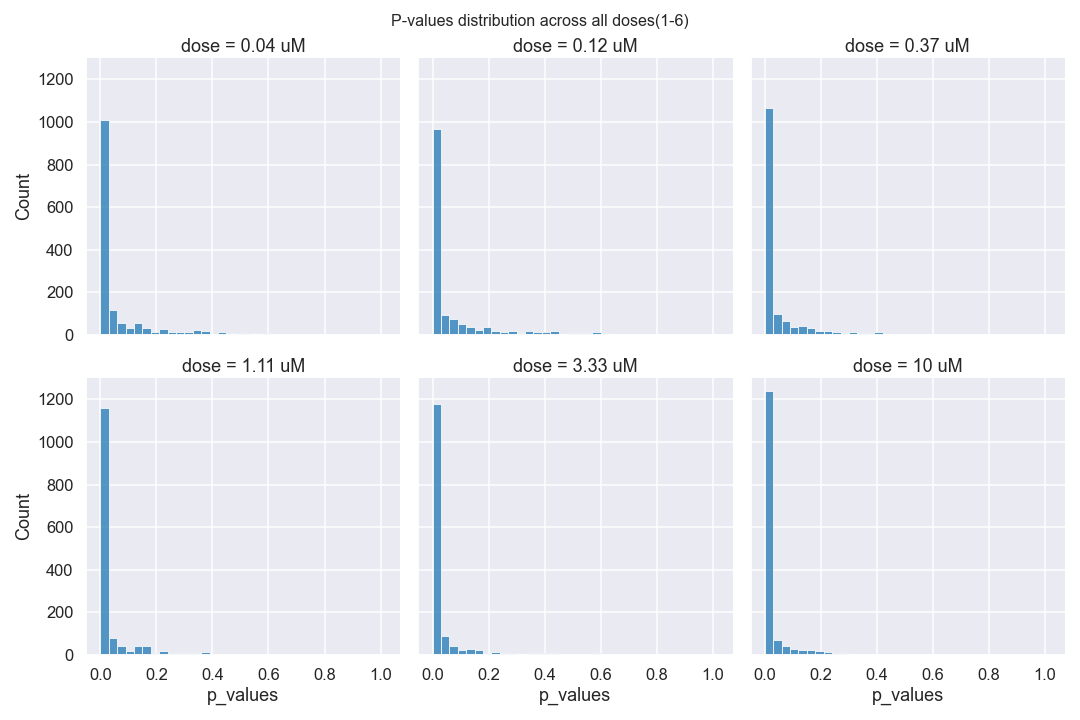 P-values distribution across all doses(1-6)
dose = 0.04 uM
dose = 0.12 uM
dose = 0.37 uM
1200
1000
800
600
400
200
0
Count
dose = 1.11 uM
dose = 3.33 uM
dose = 10 uM
1200
1000
800
600
400
200
0
Count
0.0 0.2 0.4 0.6 0.8 1.0
0.0 0.2 0.4 0.6 0.8 1.0
0.0 0.2 0.4 0.6 0.8 1.0
p_values
p_values
p_values